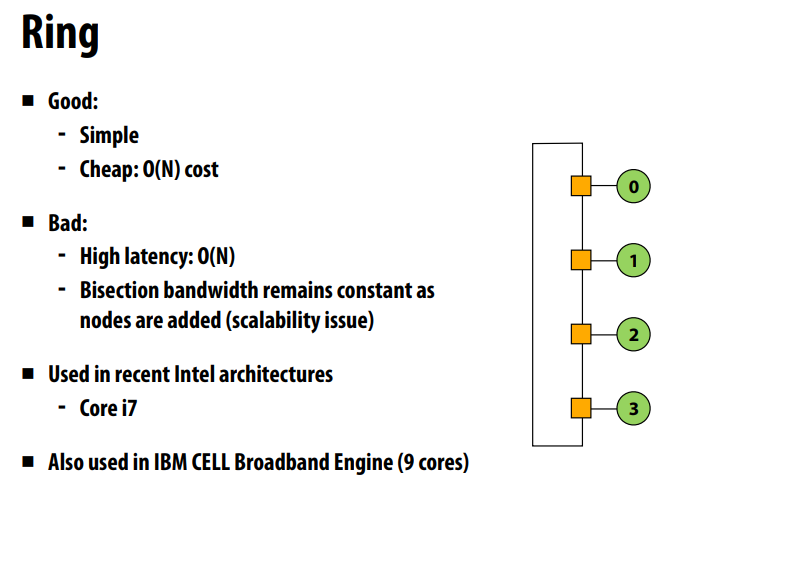 Ring
■ Good:
- Simple
- Cheap: O(N) cost
■ Bad:
- High latency: O(N)
- Bisection bandwidth remains constant as
nodes are added (scalability issue)
■ Used in recent Intel architectures
- Core i7
■ Also used in IBM CELL Broadband Engine (9 cores)
0
1
2
3